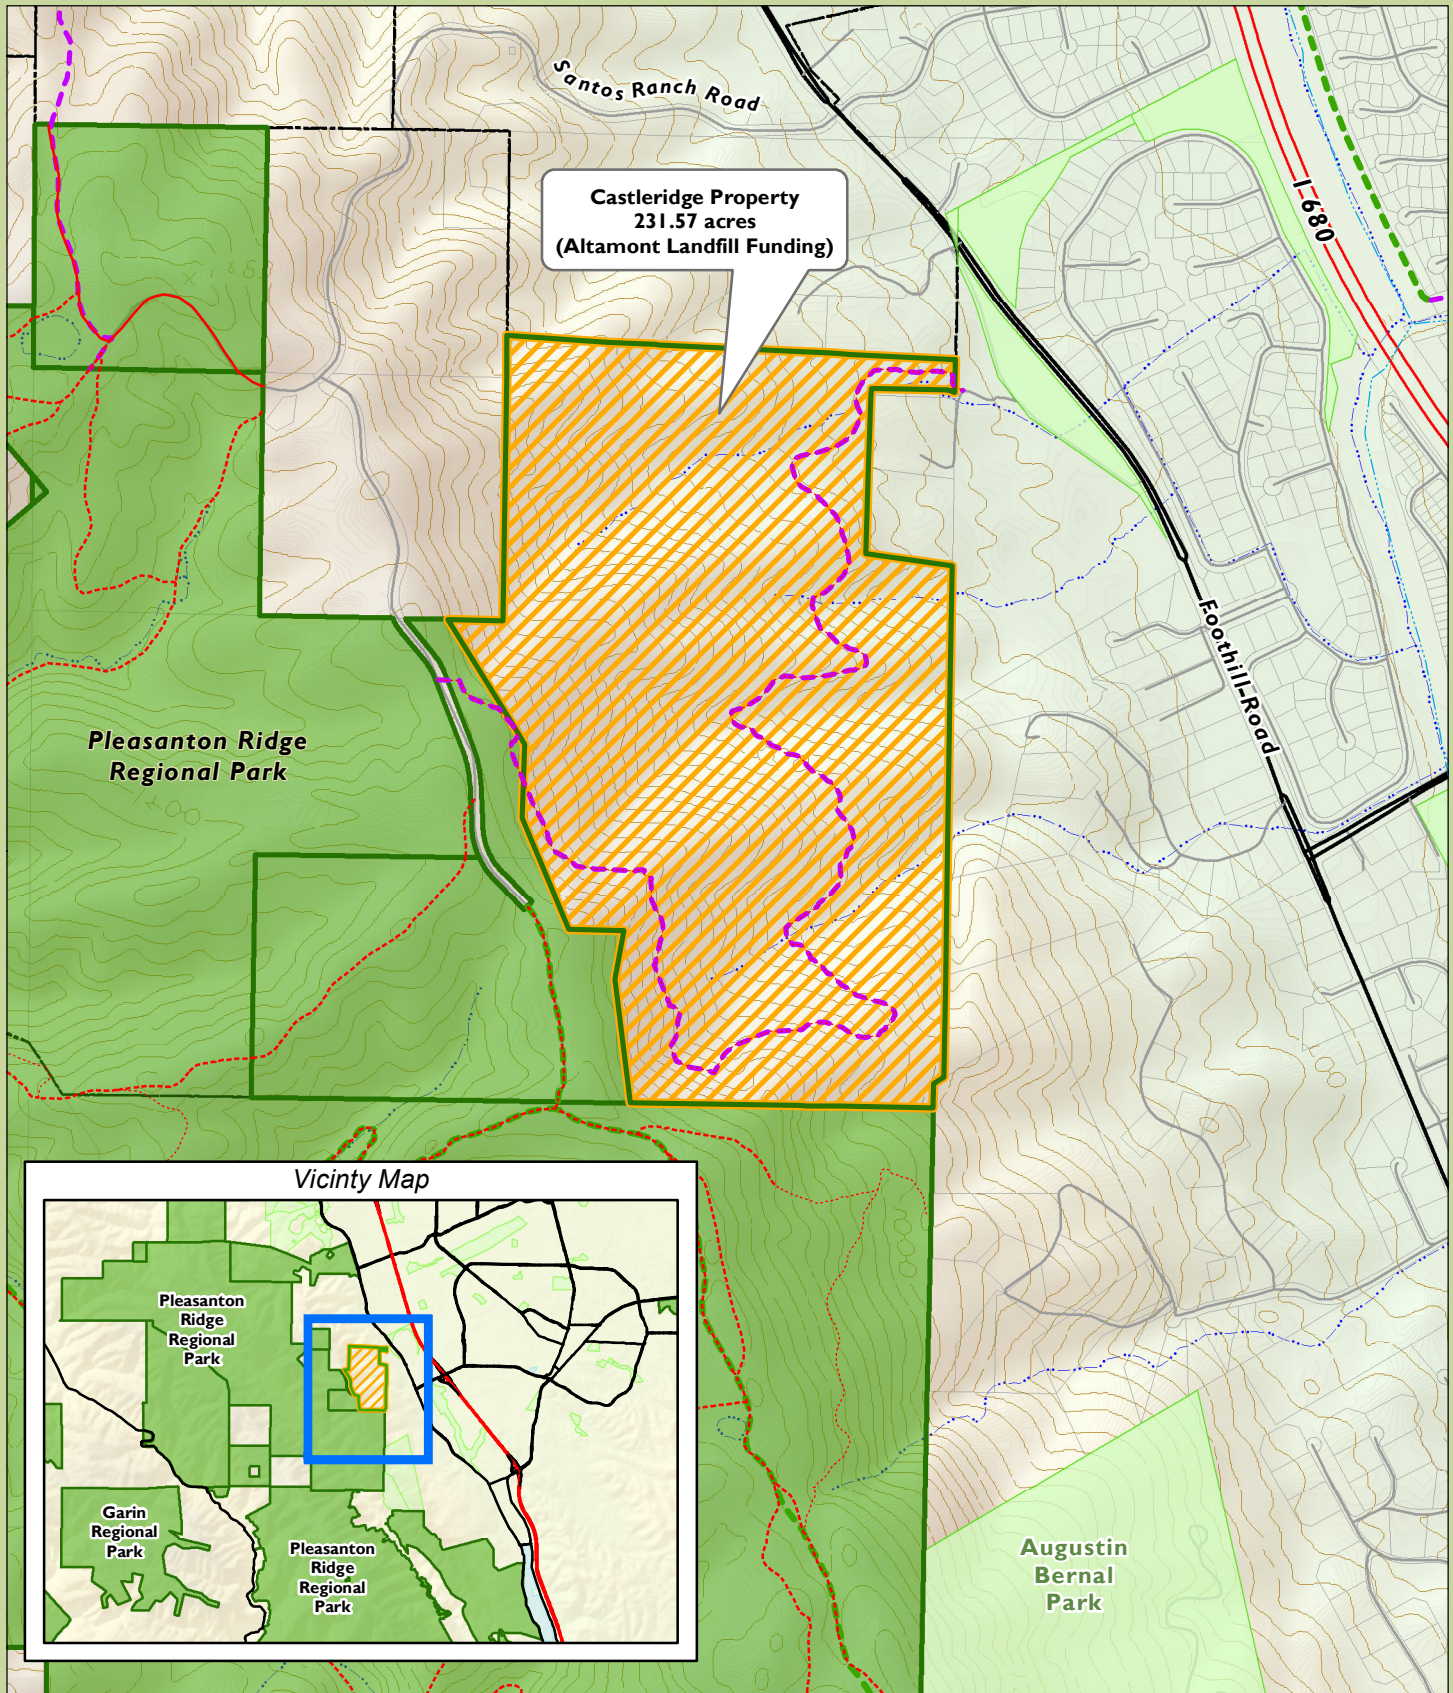 Santos Ranch Road
Castleridge Property
231.57 acres
(Altamont Landfill Funding)
I-680
Foothill Road
Pleasanton Ridge
Regional Park
Vicinty Map
Pleasanton
Ridge
Regional
Park
Garin
Regional
Park
Pleasanton
Ridge
Regional
Park
Augustin
Bernal
Park